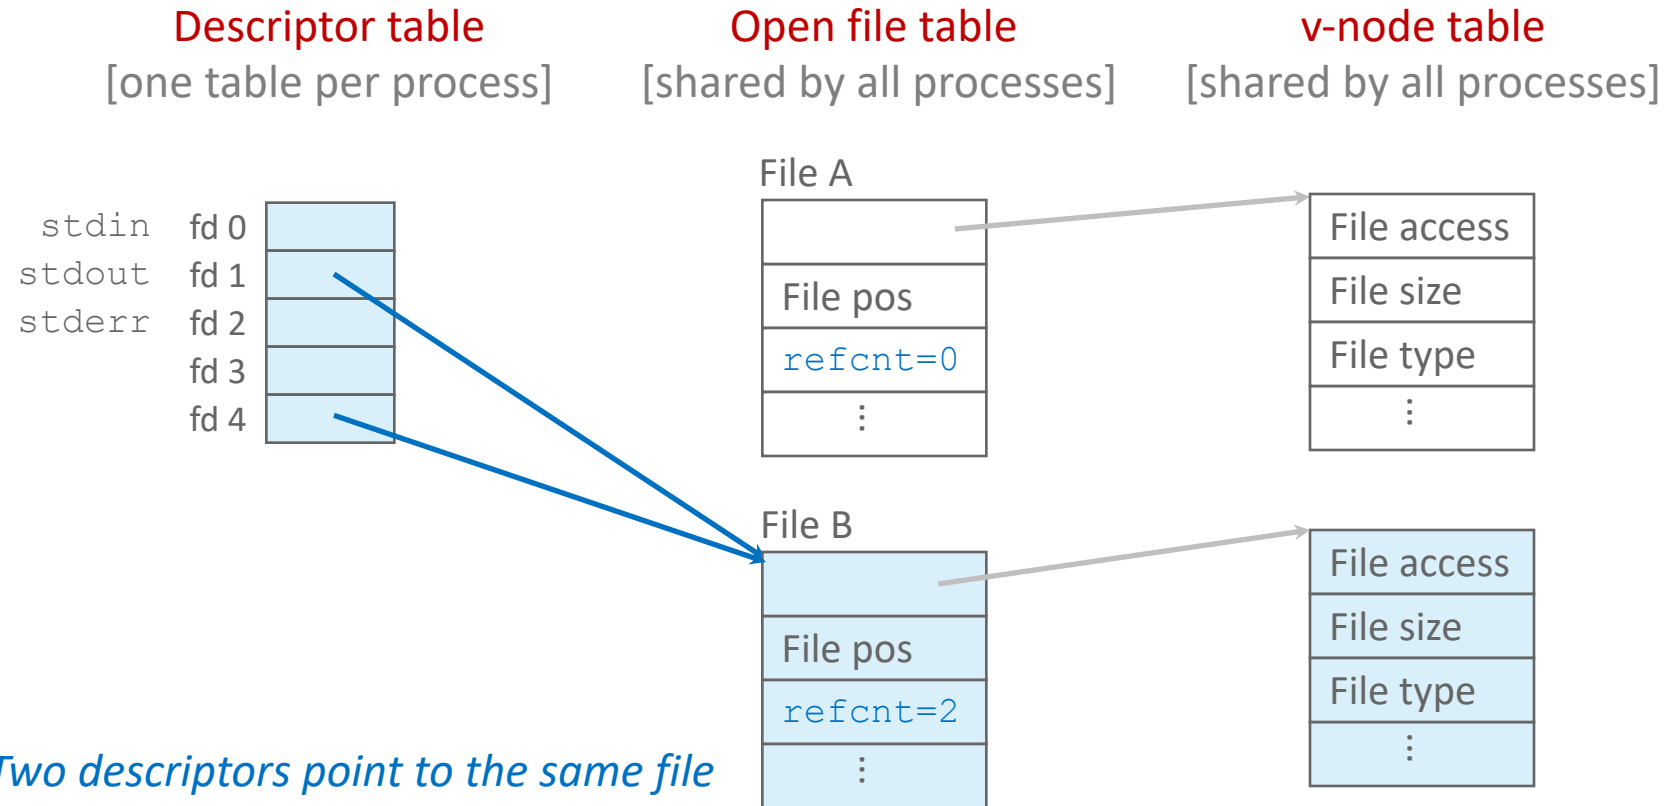 Descriptor table
[one table per process]
Open file table
[shared by all processes]
v-node table
[shared by all processes]
stdin fd 0
stdout fd 1
stderr fd 2
fd 3
fd 4
File A
File pos
refcnt=0
⋮
File access
File size
File type
⋮
File B
File pos
refcnt=2
⋮
File access
File size
File type
⋮
Two descriptors point to the same file